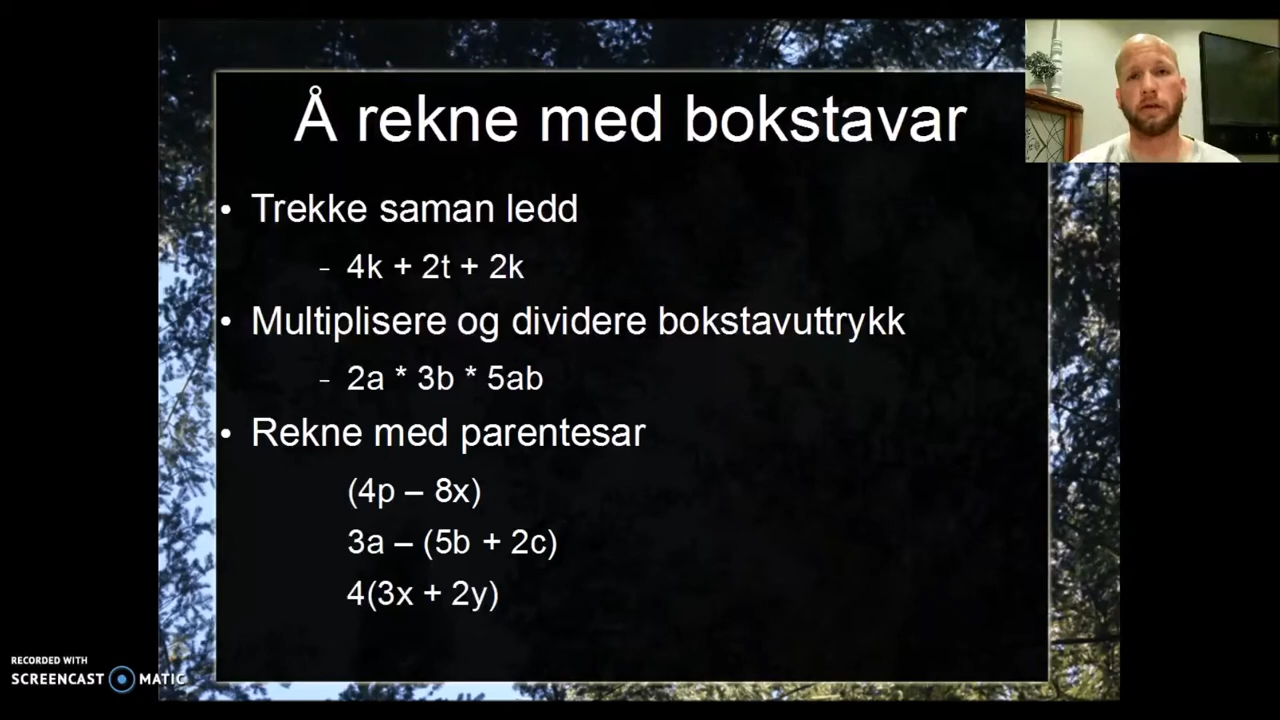 Å rekne med bokstavar
• Trekke saman ledd
- 4k + 2t + 2k
• Multiplisere og dividere bokstavuttrykk
- 2a * 3b * 5ab
• Rekne med parentesar
(4p – 8x)
3a – (5b + 2c)
4(3x + 2y)
RECORDED WITH
SCREENCAST MATIC